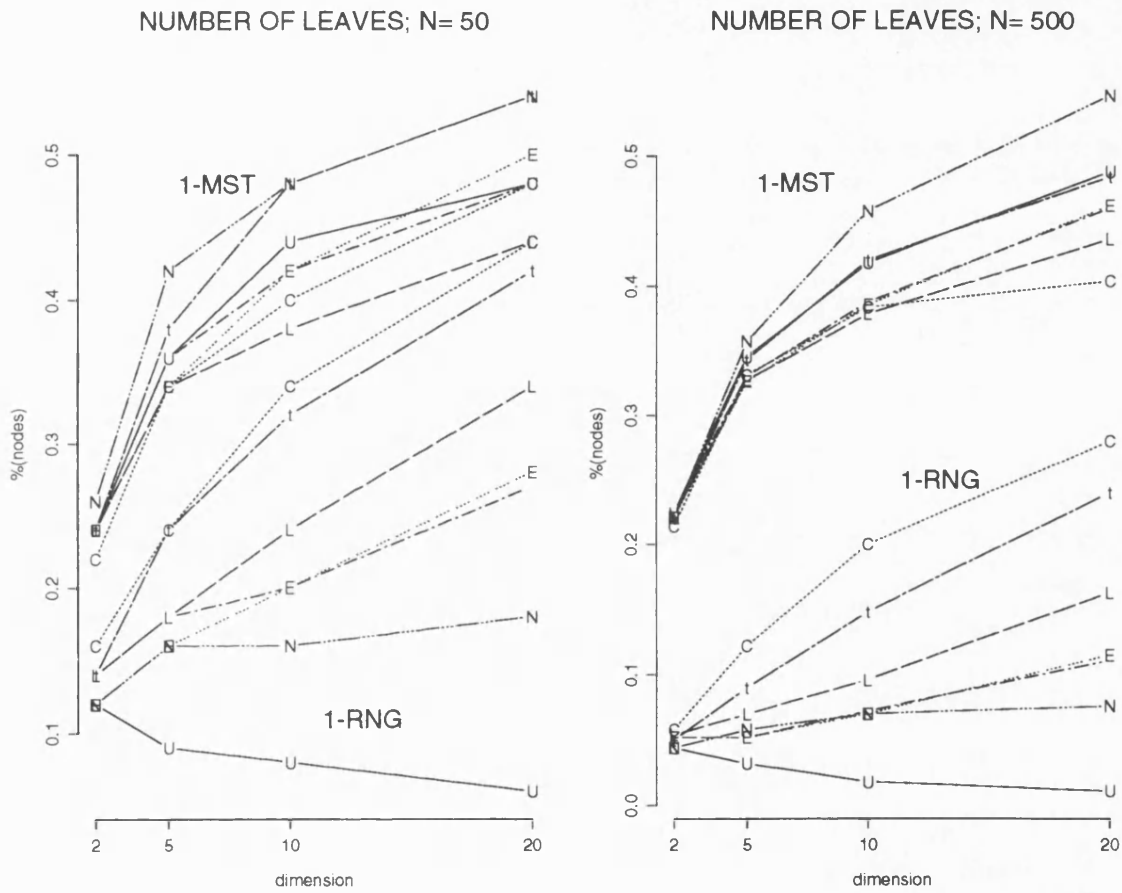 NUMBER OF LEAVES; N= 50
NUMBER OF LEAVES; N= 500
%(nodes)
0.5
0.4
0.3
0.2
0.1
1-MST
1-RNG
N
N
N
N
t
U
U
E
E
C
L
C
C
C
C
C
t
t
t
L
L
L
E
E
N
N
N
U
U
U
2
5
10
20
dimension
%(nodes)
0.5
0.4
0.3
0.2
0.1
0.0
1-MST
1-RNG
N
N
N
U
t
E
L
C
C
C
C
C
t
t
t
L
L
L
E
N
U
U
U
2
5
10
20
dimension